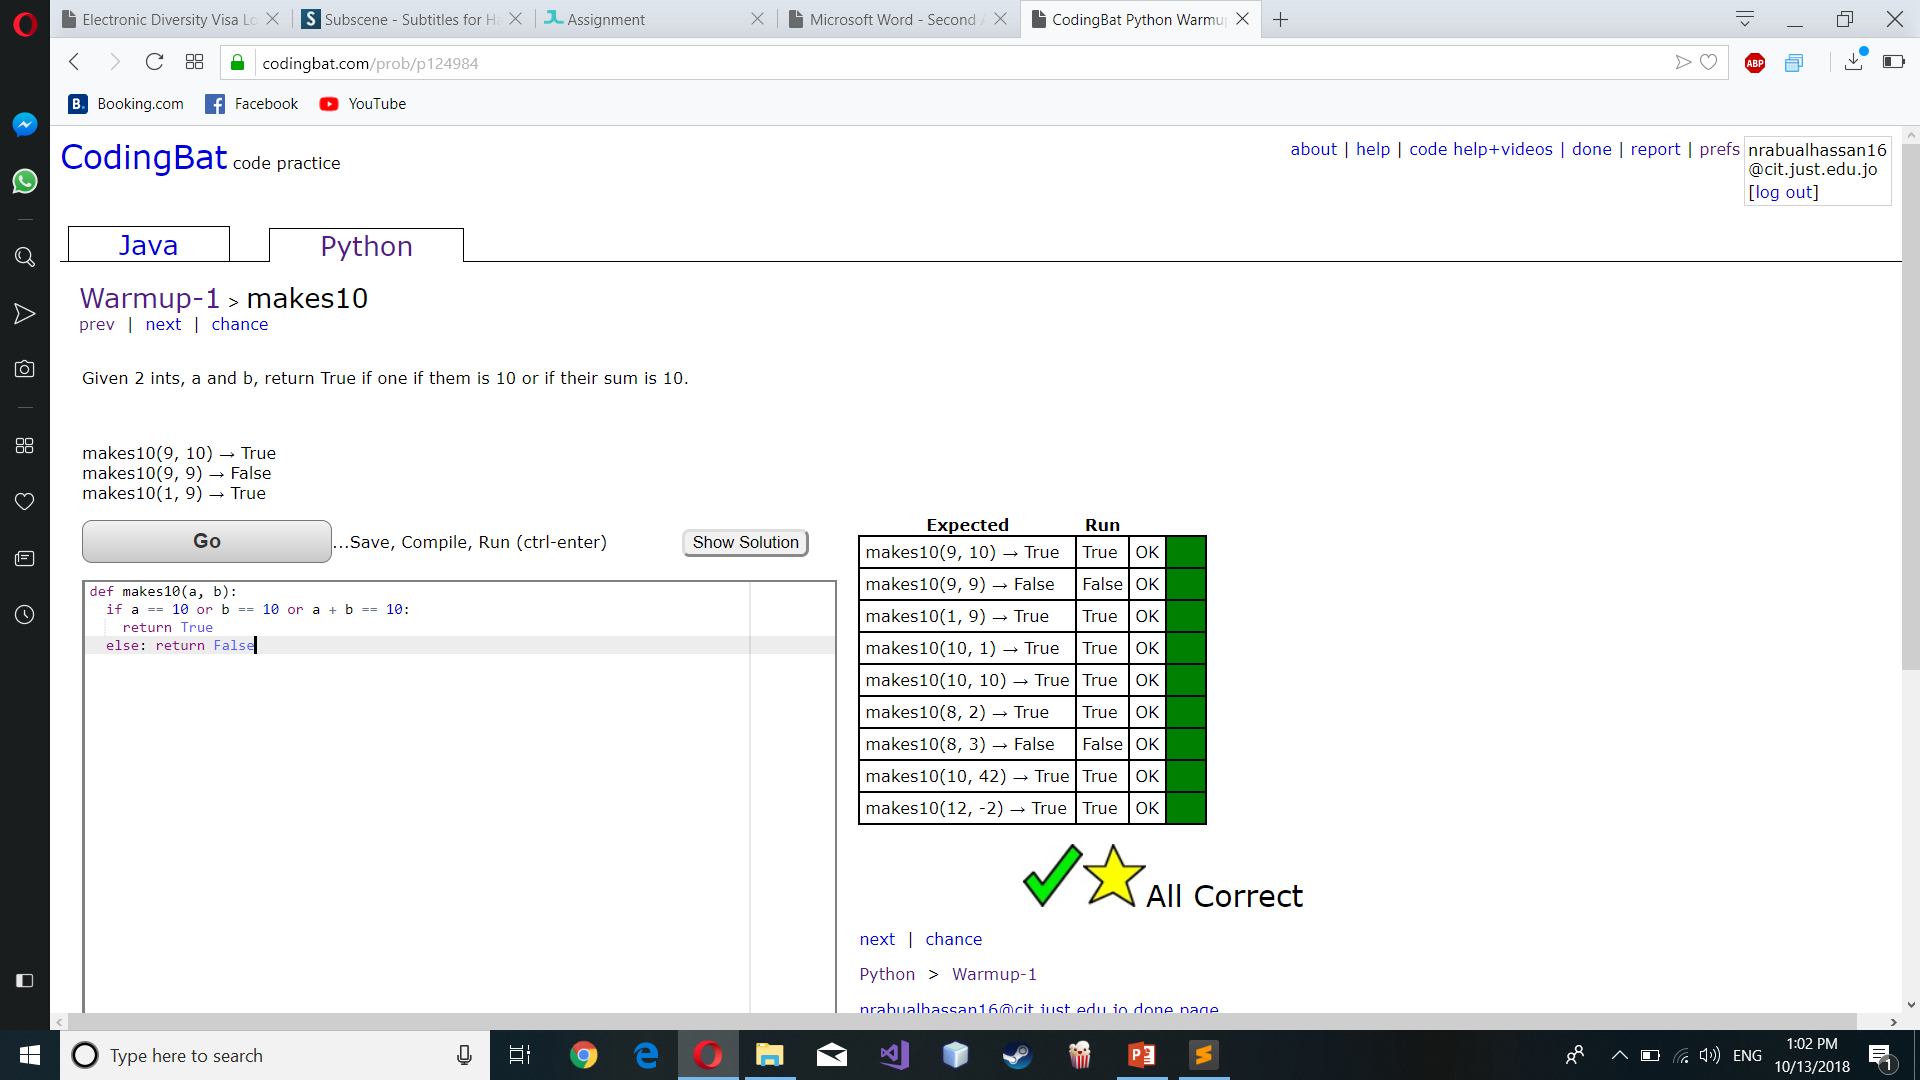 Electronic Diversity Visa Lo
Subscene - Subtitles for H
Assignment
Microsoft Word - Second
CodingBat Python Warmu
codingbat.com/prob/p124984
ABP
B. Booking.com
Facebook
YouTube
CodingBat code practice
about | help | code help+videos | done | report | prefs
nrabualhassan16
@cit.just.edu.jo
[log out]
Java
Python
Warmup-1 > makes10
prev | next | chance
Given 2 ints, a and b, return True if one if them is 10 or if their sum is 10.
makes10(9, 10) → True
makes10(9, 9) → False
makes10(1, 9) → True
Go
...Save, Compile, Run (ctrl-enter)
Show Solution
def makes10(a, b):
if a == 10 or b == 10 or a + b == 10:
return True
else: return False
Expected Run
makes10(9, 10) → True True OK
makes10(9, 9) → False False OK
makes10(1, 9) → True True OK
makes10(10, 1) → True True OK
makes10(10, 10) → True True OK
makes10(8, 2) → True True OK
makes10(8, 3) → False False OK
makes10(10, 42) → True True OK
makes10(12, -2) → True True OK
All Correct
next | chance
Python > Warmup-1
nrabualhassan16@cit.just.edu.jo done page
Type here to search
ENG
1:02 PM
10/13/2018
1